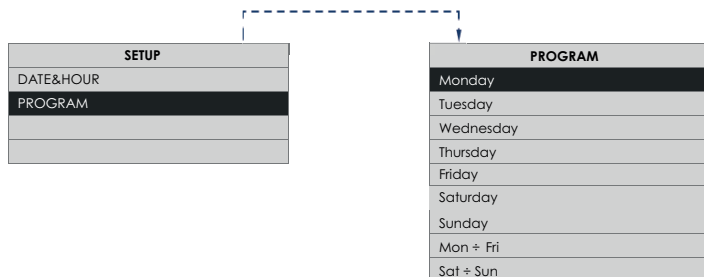 SETUP
DATE&HOUR
PROGRAM
PROGRAM
Monday
Tuesday
Wednesday
Thursday
Friday
Saturday
Sunday
Mon ÷ Fri
Sat ÷ Sun